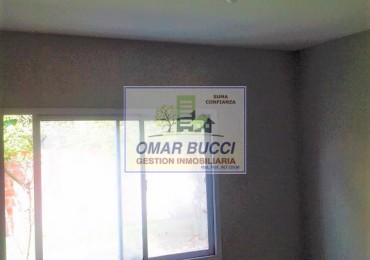 SUMA
CONFIANZA
OMAR BUCCI
GESTION INMOBILIARIA